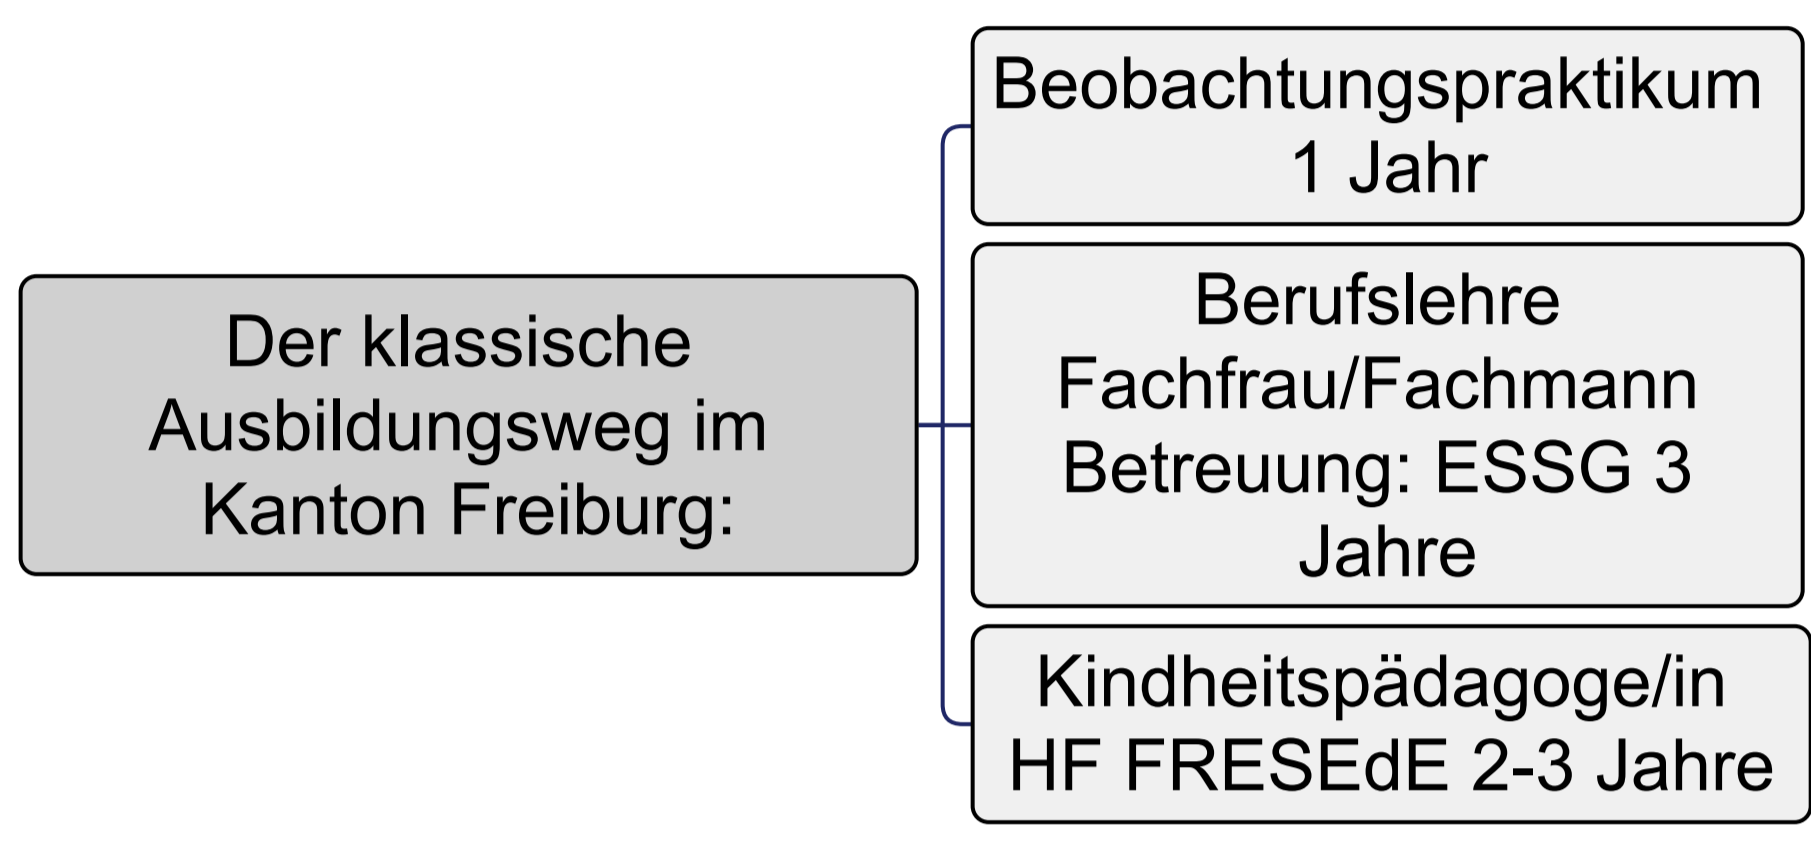 Der klassische
Ausbildungsweg im
Kanton Freiburg:
Beobachtungspraktikum
1 Jahr
Berufslehre
Fachfrau/Fachmann
Betreuung: ESSG 3
Jahre
Kindheitspädagoge/in
HF FRESEdE 2-3 Jahre